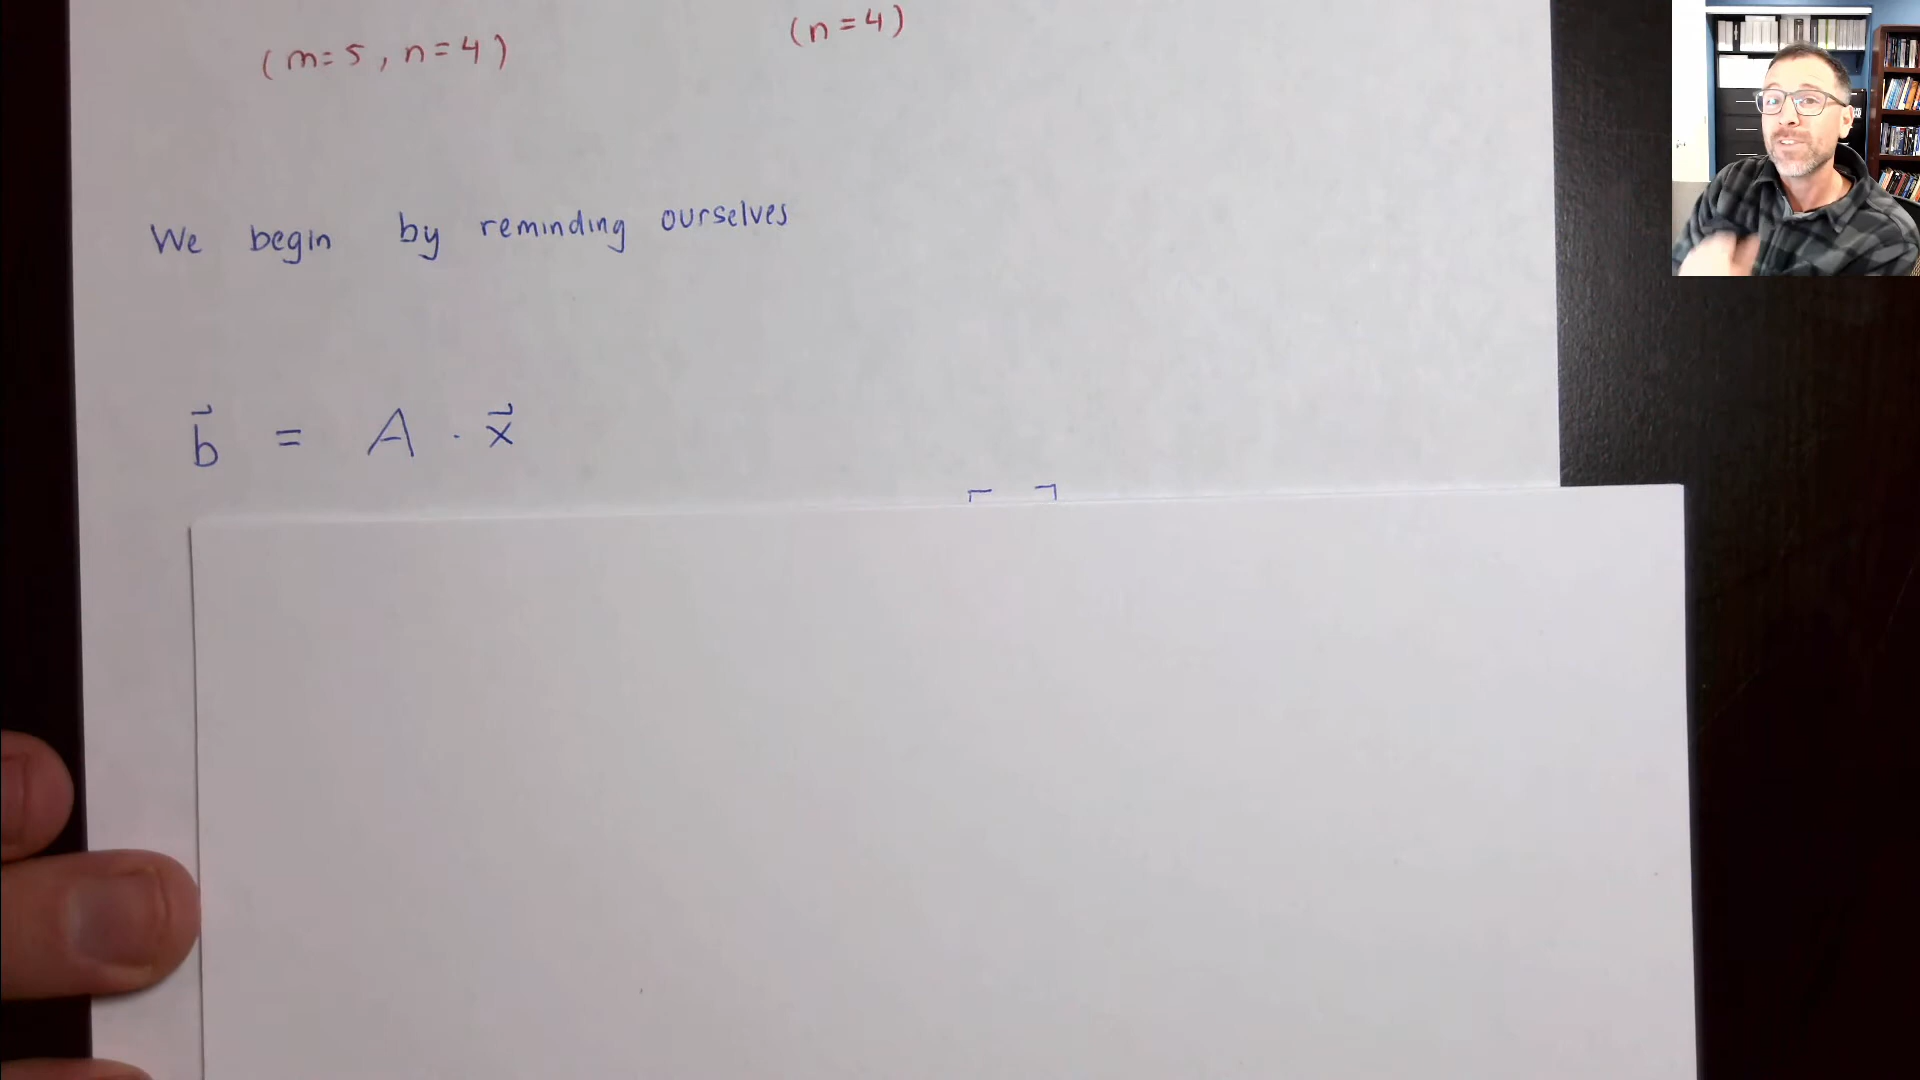 (m=5, n=4) (n=4)
We begin by reminding ourselves
b⃗ = A · x⃗